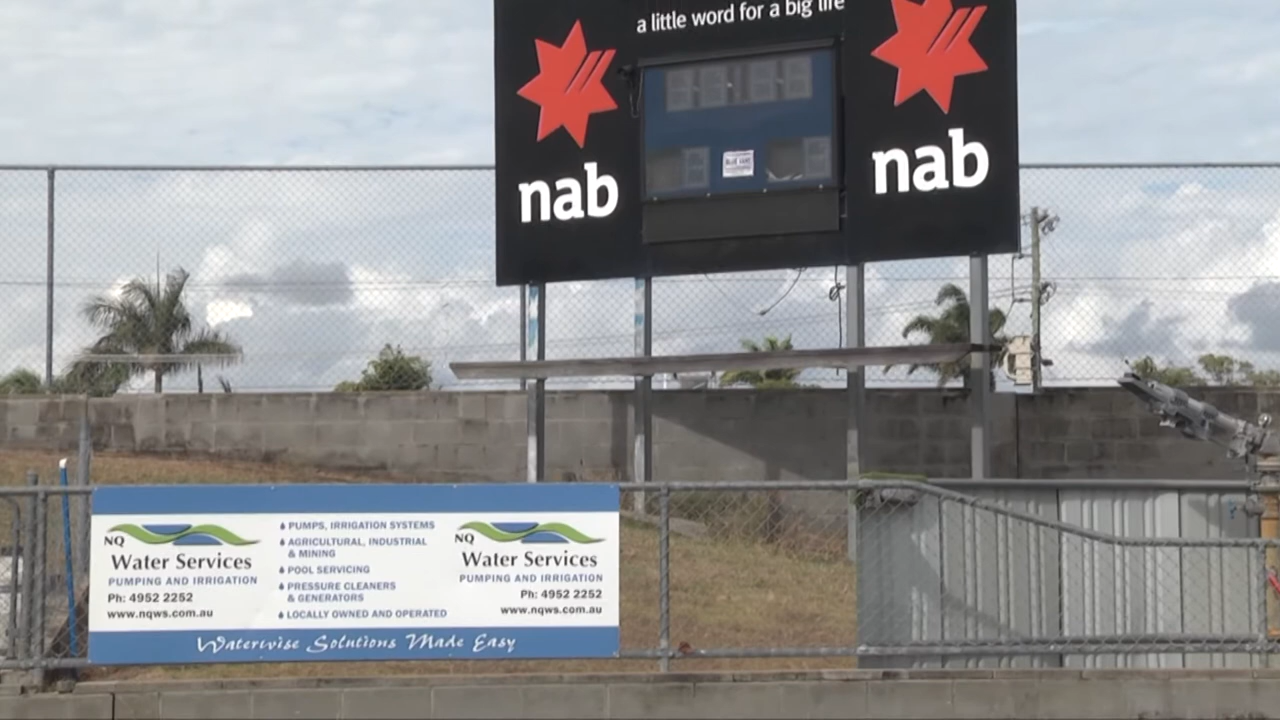 a little word for a big life
nab
nab
NQ
Water Services
PUMPING AND IRRIGATION
Ph: 4952 2252
www.nqws.com.au
PUMPS, IRRIGATION SYSTEMS
AGRICULTURAL, INDUSTRIAL
& MINING
POOL SERVICING
PRESSURE CLEANERS
& GENERATORS
LOCALLY OWNED AND OPERATED
NQ
Water Services
PUMPING AND IRRIGATION
Ph: 4952 2252
www.nqws.com.au
Waterwise Solutions Made Easy